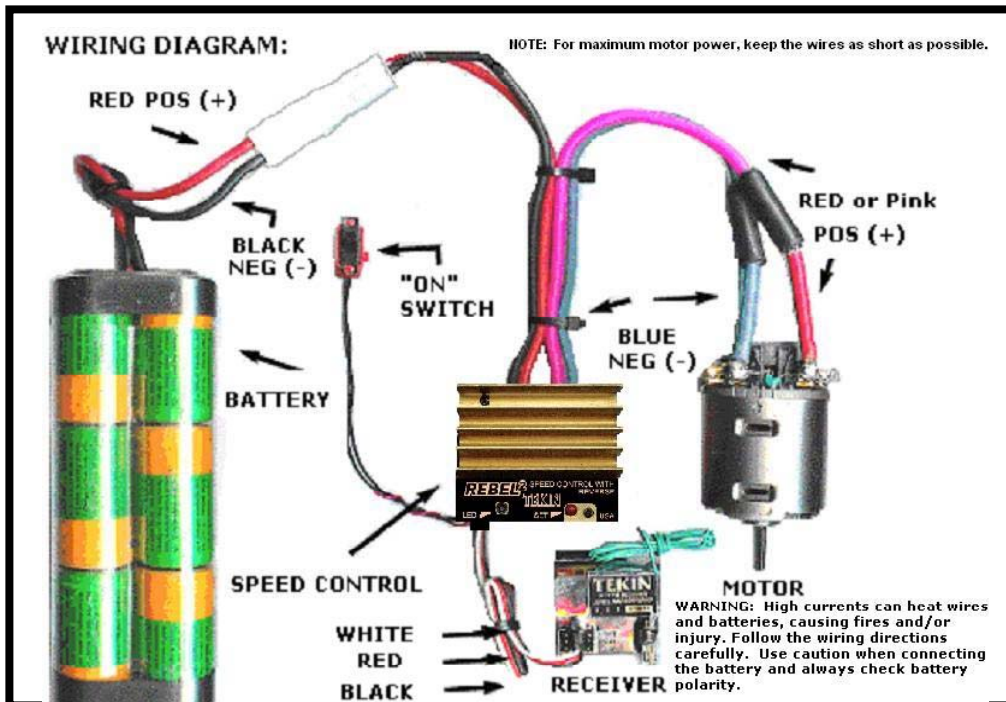 WIRING DIAGRAM:
NOTE: For maximum motor power, keep the wires as short as possible.
RED POS (+)
BLACK
NEG (-)
"ON"
SWITCH
RED or Pink
POS (+)
BLUE
NEG (-)
BATTERY
REBEL2 SPEED CONTROL WITH
REVERSE
TEKIN
LED
SET
USA
SPEED CONTROL
TEKIN
MOTOR
WHITE
RED
BLACK
RECEIVER
WARNING: High currents can heat wires
and batteries, causing fires and/or
injury. Follow the wiring directions
carefully. Use caution when connecting
the battery and always check battery
polarity.